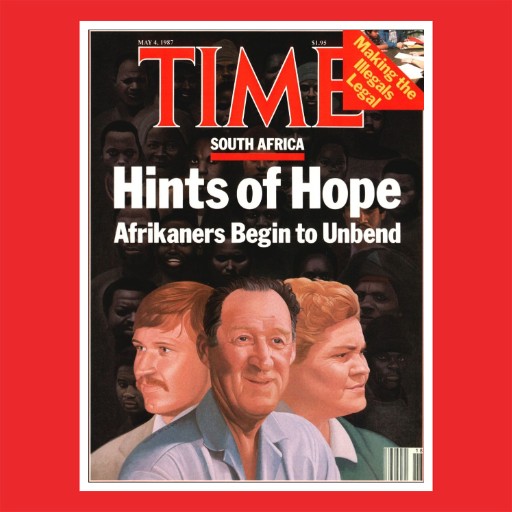 MAY 4, 1987
$1.95
TIME
Making the
Illegals
Legal
SOUTH AFRICA
Hints of Hope
Afrikaners Begin to Unbend